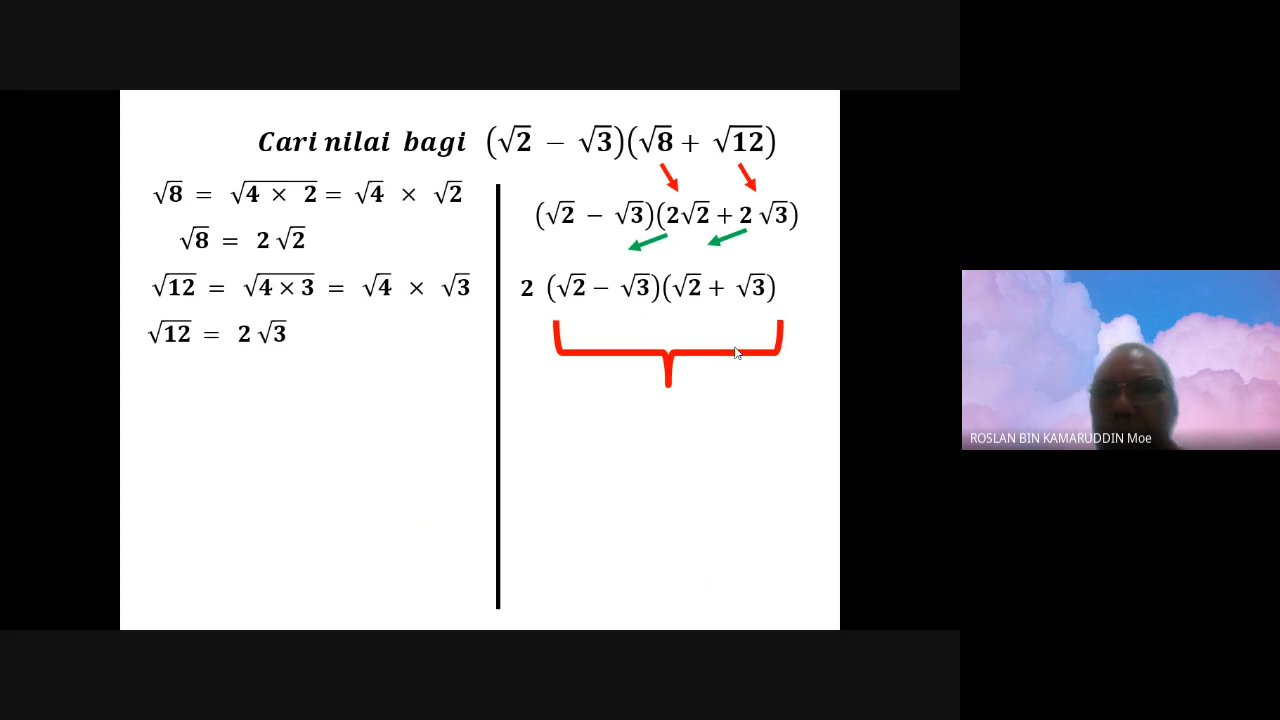 Cari nilai bagi (√2 − √3)(√8 + √12)
√8 = √4 × 2 = √4 × √2
√8 = 2 √2
√12 = √4 × 3 = √4 × √3
√12 = 2 √3
(√2 − √3)(2√2 + 2 √3)
2 (√2 − √3)(√2 + √3)
ROSLAN BIN KAMARUDDIN Moe